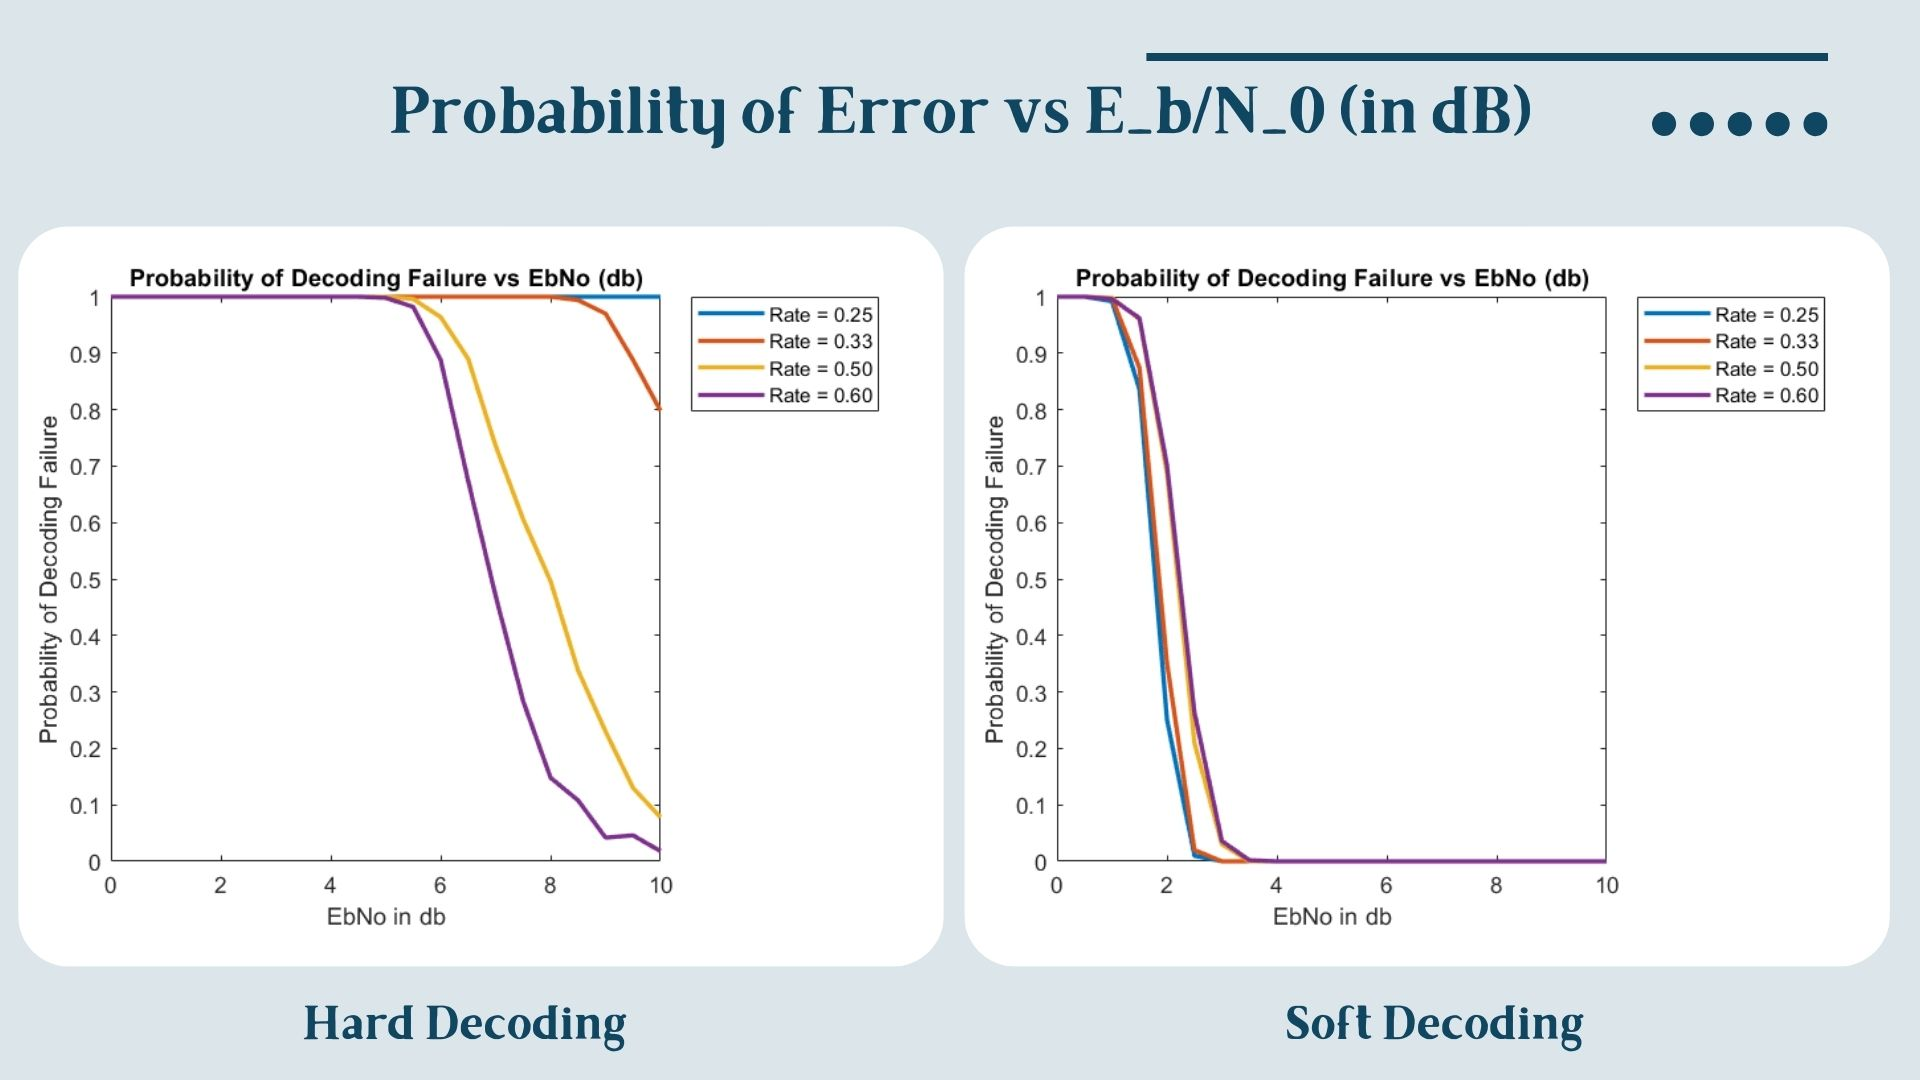 Probability of Error vs E_b/N_0 (in dB)
Probability of Decoding Failure vs EbNo (db)
Probability of Decoding Failure
1
0.9
0.8
0.7
0.6
0.5
0.4
0.3
0.2
0.1
0
0 2 4 6 8 10
EbNo in db
Rate = 0.25
Rate = 0.33
Rate = 0.50
Rate = 0.60
Hard Decoding
Probability of Decoding Failure vs EbNo (db)
Probability of Decoding Failure
1
0.9
0.8
0.7
0.6
0.5
0.4
0.3
0.2
0.1
0
0 2 4 6 8 10
EbNo in db
Rate = 0.25
Rate = 0.33
Rate = 0.50
Rate = 0.60
Soft Decoding